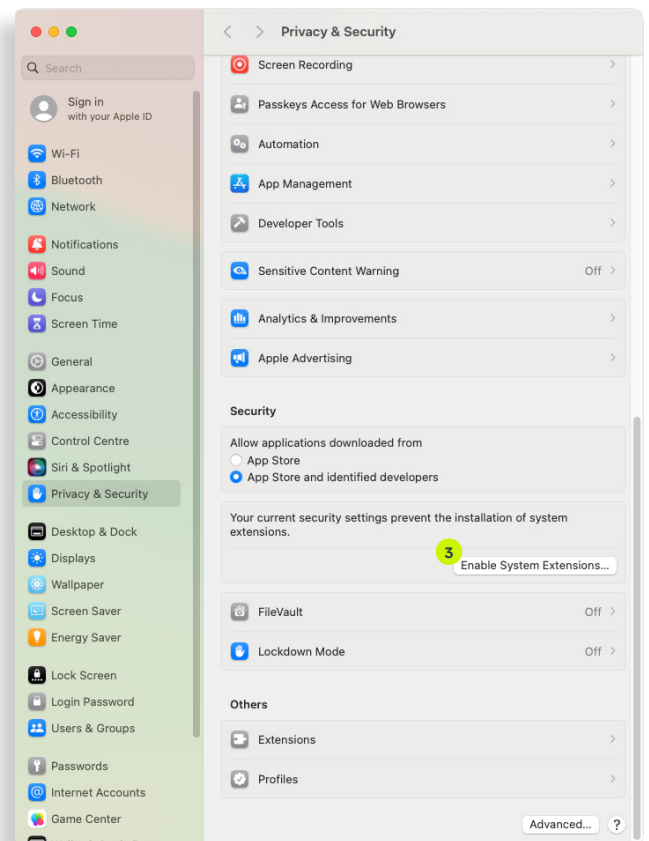 Privacy & Security
Search
Sign in
with your Apple ID
Wi-Fi
Bluetooth
Network
Notifications
Sound
Focus
Screen Time
General
Appearance
Accessibility
Control Centre
Siri & Spotlight
Privacy & Security
Desktop & Dock
Displays
Wallpaper
Screen Saver
Energy Saver
Lock Screen
Login Password
Users & Groups
Passwords
Internet Accounts
Game Center
Screen Recording
Passkeys Access for Web Browsers
Automation
App Management
Developer Tools
Sensitive Content Warning Off
Analytics & Improvements
Apple Advertising
Security
Allow applications downloaded from
App Store
App Store and identified developers
Your current security settings prevent the installation of system
extensions.
3
Enable System Extensions...
FileVault Off
Lockdown Mode Off
Others
Extensions
Profiles
Advanced... ?